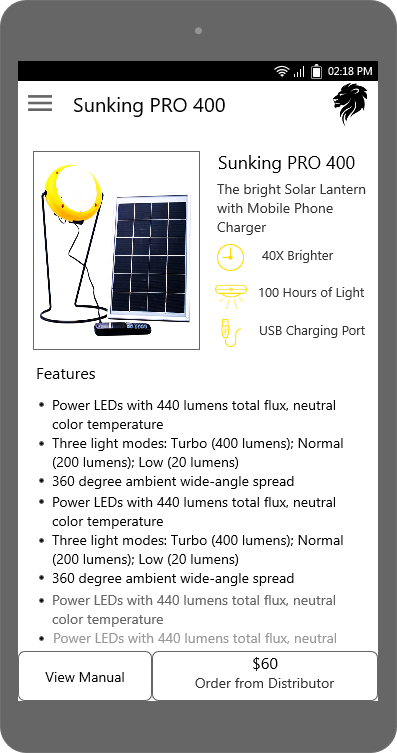 02:18 PM
Sunking PRO 400
Sunking PRO 400
The bright Solar Lantern
with Mobile Phone
Charger
40X Brighter
100 Hours of Light
USB Charging Port
Features
• Power LEDs with 440 lumens total flux, neutral
color temperature
• Three light modes: Turbo (400 lumens); Normal
(200 lumens); Low (20 lumens)
• 360 degree ambient wide-angle spread
• Power LEDs with 440 lumens total flux, neutral
color temperature
• Three light modes: Turbo (400 lumens); Normal
(200 lumens); Low (20 lumens)
• 360 degree ambient wide-angle spread
• Power LEDs with 440 lumens total flux, neutral
color temperature
• Power LEDs with 440 lumens total flux, neutral
View Manual
$60
Order from Distributor